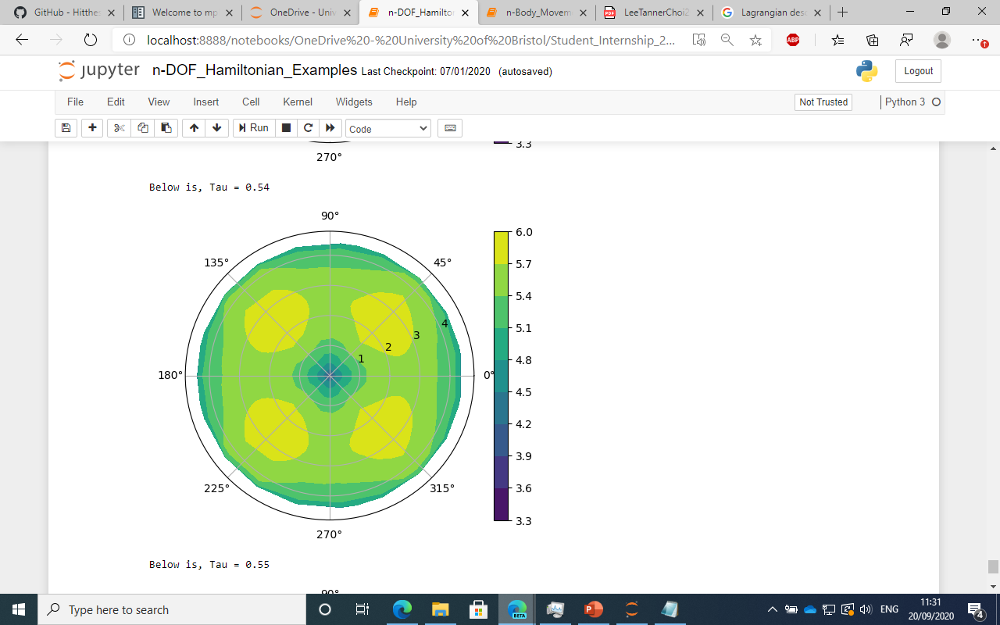 GitHub - Hitthes
Welcome to mp
OneDrive - Univ
n-DOF_Hamilto
n-Body_Movem
LeeTannerChoi2
Lagrangian des
localhost:8888/notebooks/OneDrive%20-%20University%20of%20Bristol/Student_Internship_2...
ABP
jupyter n-DOF_Hamiltonian_Examples Last Checkpoint: 07/01/2020 (autosaved)
Logout
File Edit View Insert Cell Kernel Widgets Help
Not Trusted
Python 3
Run
Code
3.3
270°
Below is, Tau = 0.54
90°
135°
45°
180°
0°
1
2
3
4
225°
315°
270°
6.0
5.7
5.4
5.1
4.8
4.5
4.2
3.9
3.6
3.3
Below is, Tau = 0.55
Type here to search
BETA
ENG
11:31
20/09/2020
4